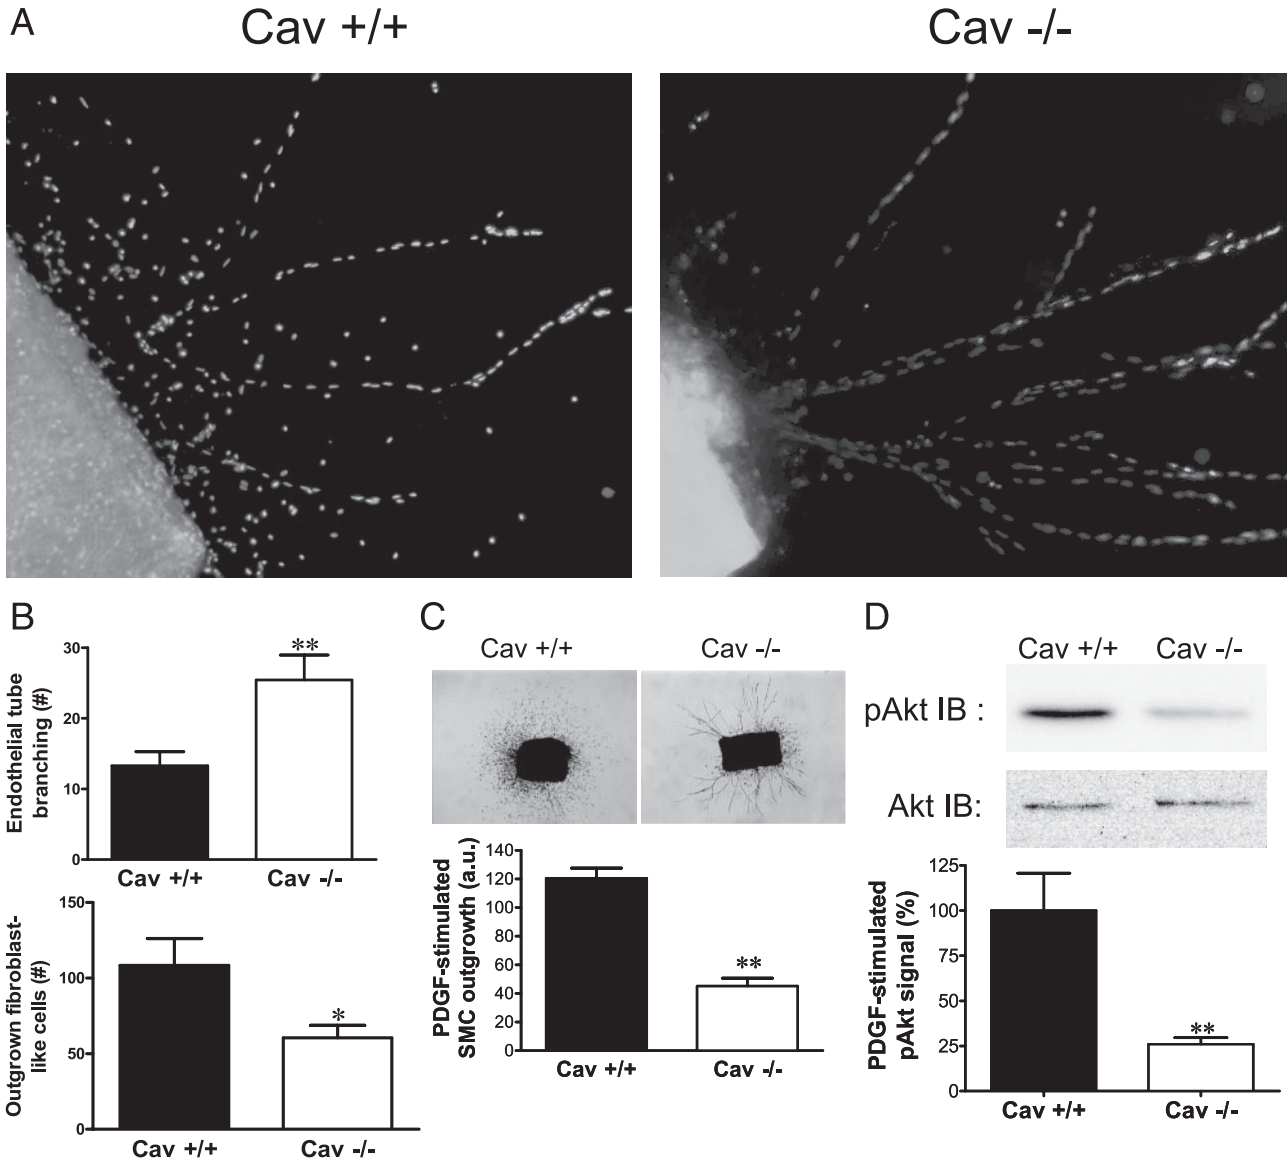 A
Cav +/+
Cav -/-
B
Endothelial tube
branching (#)
30
20
10
0
**
Cav +/+
Cav -/-
Outgrown fibroblast-
like cells (#)
150
100
50
0
*
Cav +/+
Cav -/-
C
Cav +/+
Cav -/-
PDGF-stimulated
SMC outgrowth (a.u.)
140
120
100
80
60
40
20
0
**
Cav +/+
Cav -/-
D
Cav +/+
Cav -/-
pAkt IB :
Akt IB:
PDGF-stimulated
pAkt signal (%)
125
100
75
50
25
0
**
Cav +/+
Cav -/-